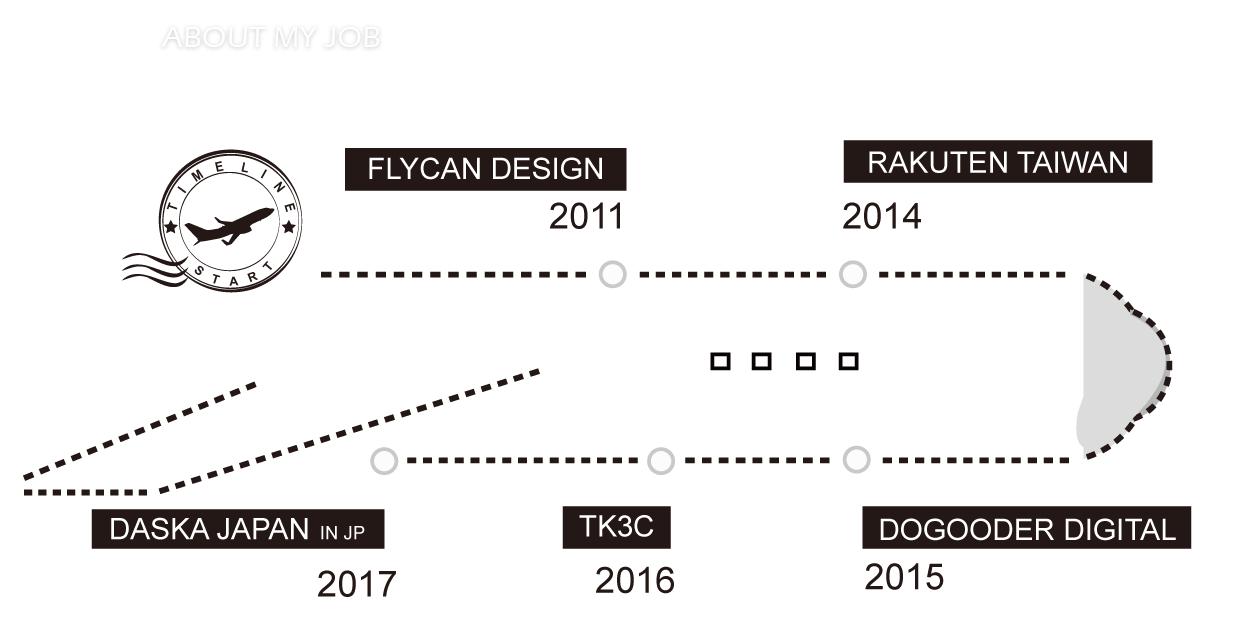 ABOUT MY JOB
TIMELINE
START
FLYCAN DESIGN
2011
RAKUTEN TAIWAN
2014
DASKA JAPAN IN JP
2017
TK3C
2016
DOGOODER DIGITAL
2015